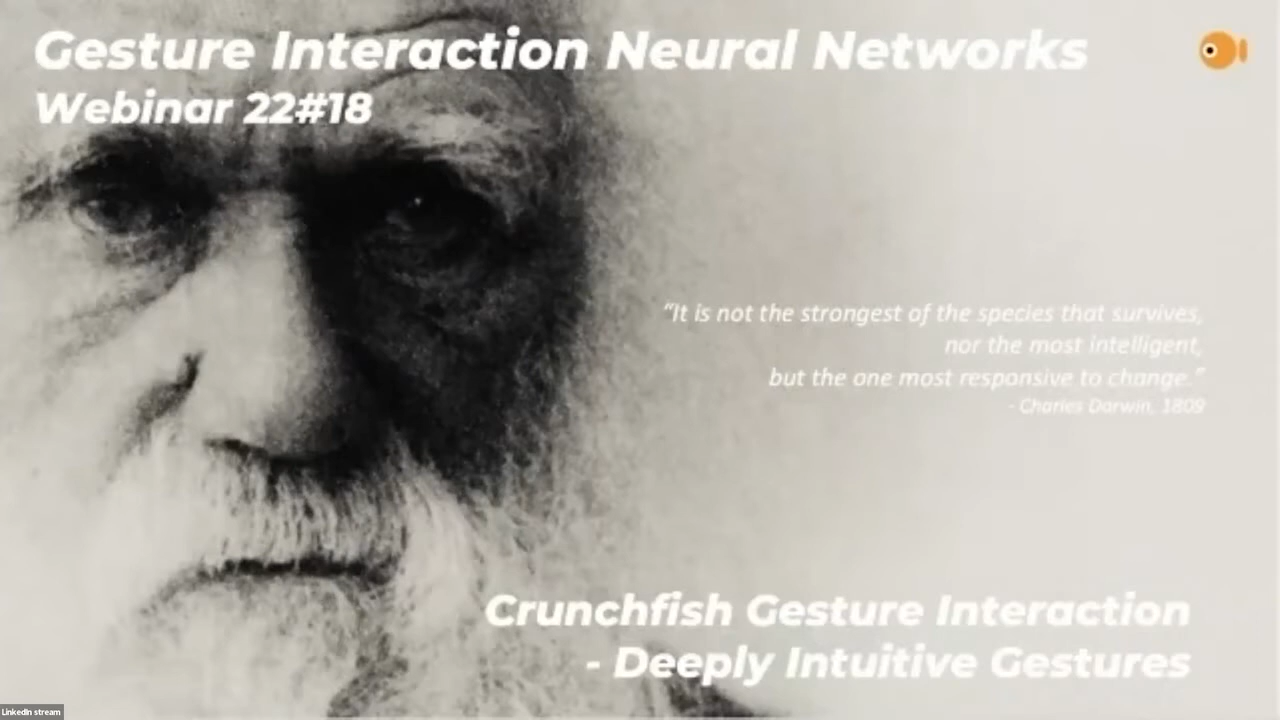 Gesture Interaction Neural Networks
Webinar 22#18
“It is not the strongest of the species that survives,
nor the most intelligent,
but the one most responsive to change.”
- Charles Darwin, 1809
Crunchfish Gesture Interaction
- Deeply Intuitive Gestures
LinkedIn stream